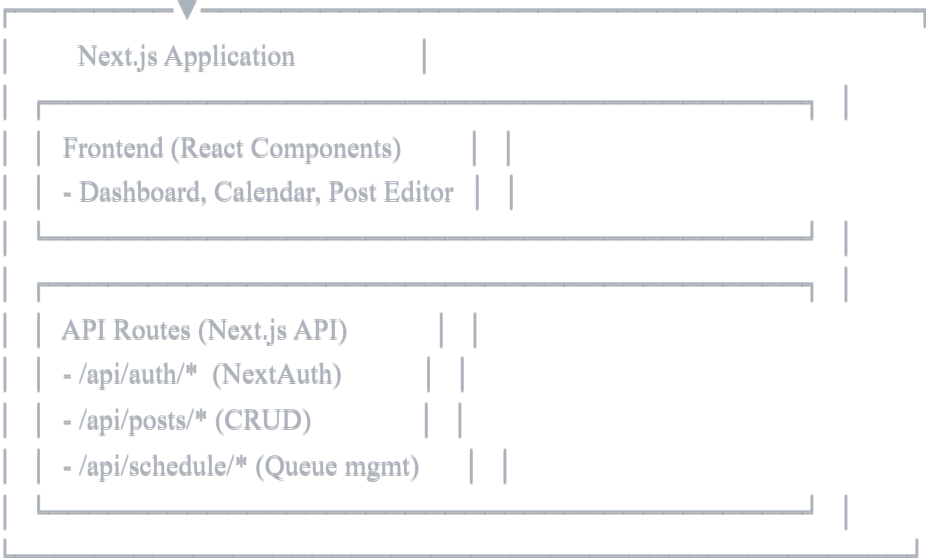 Next.js Application
Frontend (React Components)
- Dashboard, Calendar, Post Editor
API Routes (Next.js API)
- /api/auth/* (NextAuth)
- /api/posts/* (CRUD)
- /api/schedule/* (Queue mgmt)